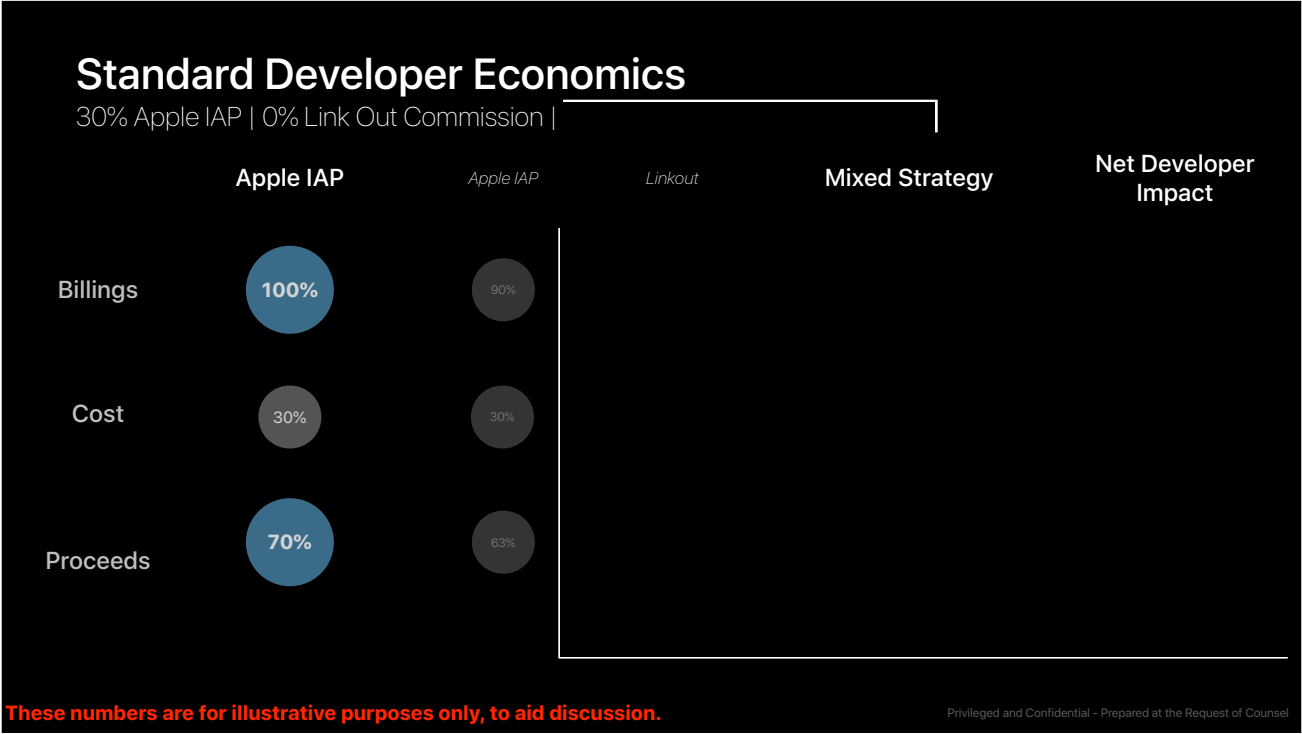 Standard Developer Economics
30% Apple IAP | 0% Link Out Commission |
Apple IAP
Apple IAP
Linkout
Mixed Strategy
Net Developer
Impact
Billings
100%
90%
Cost
30%
30%
Proceeds
70%
63%
These numbers are for illustrative purposes only, to aid discussion.
Privileged and Confidential - Prepared at the Request of Counsel